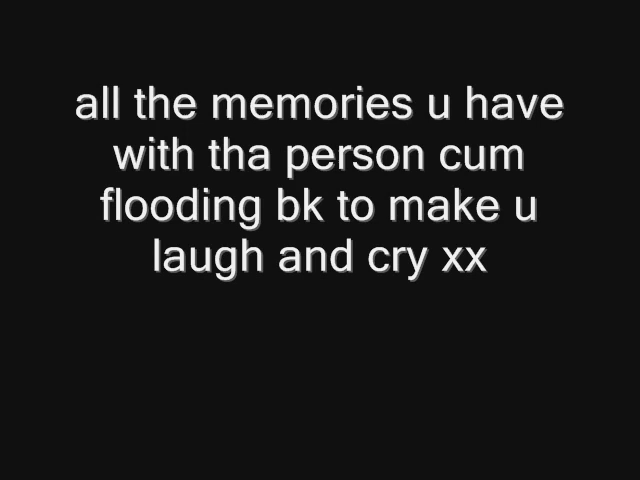 all the memories u have
with tha person cum
flooding bk to make u
laugh and cry xx